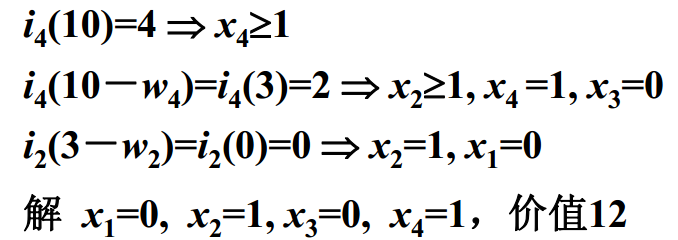 i₄(10)=4 ⇒ x₄≥1
i₄(10－w₄)=i₄(3)=2 ⇒ x₂≥1, x₄ =1, x₃=0
i₂(3－w₂)=i₂(0)=0 ⇒ x₂=1, x₁=0
解 x₁=0, x₂=1, x₃=0, x₄=1，价值12